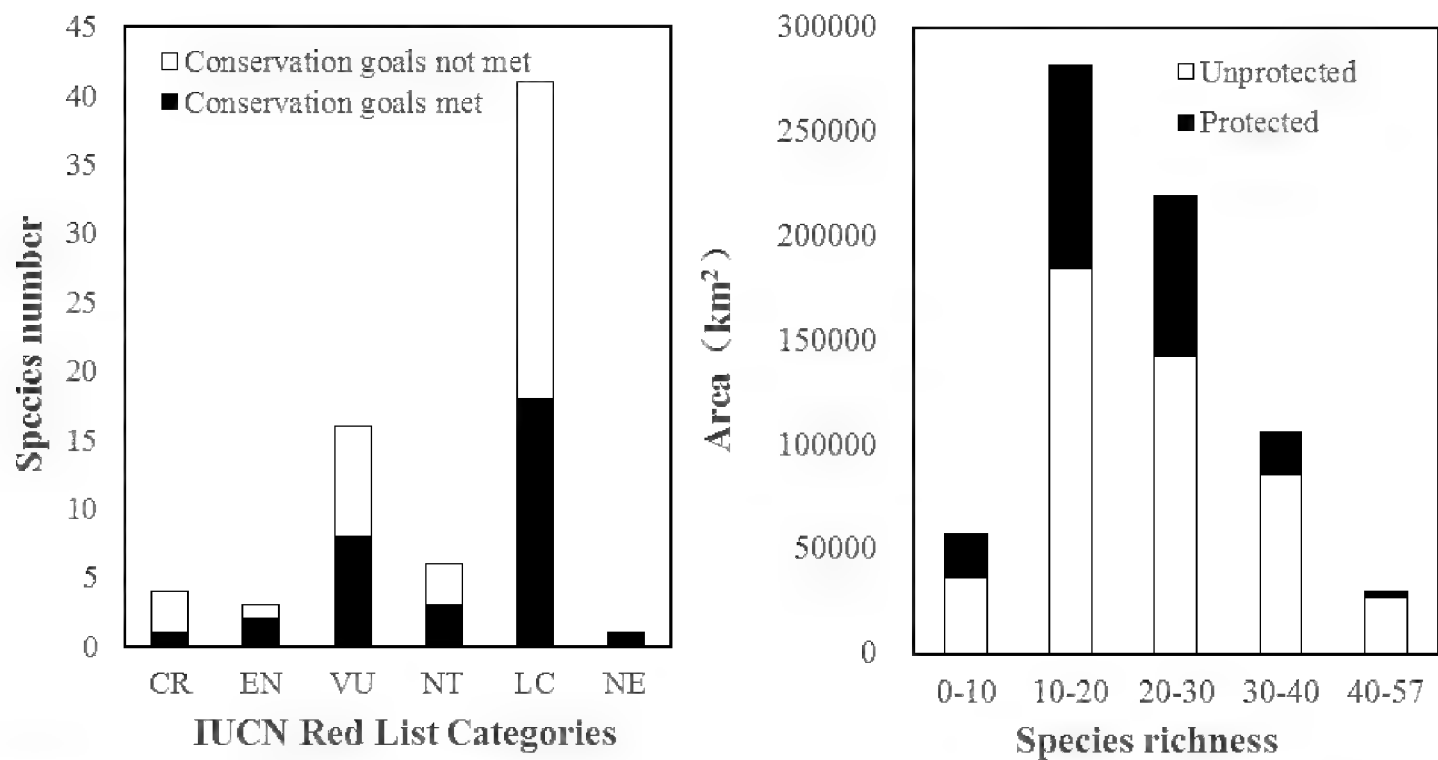 45
40
35
30
25
20
15
10
5
0
Species number
Conservation goals not met
Conservation goals met
CR EN VU NT LC NE
IUCN Red List Categories
300000
250000
200000
150000
100000
50000
0
Area（km²）
Unprotected
Protected
0-10 10-20 20-30 30-40 40-57
Species richness